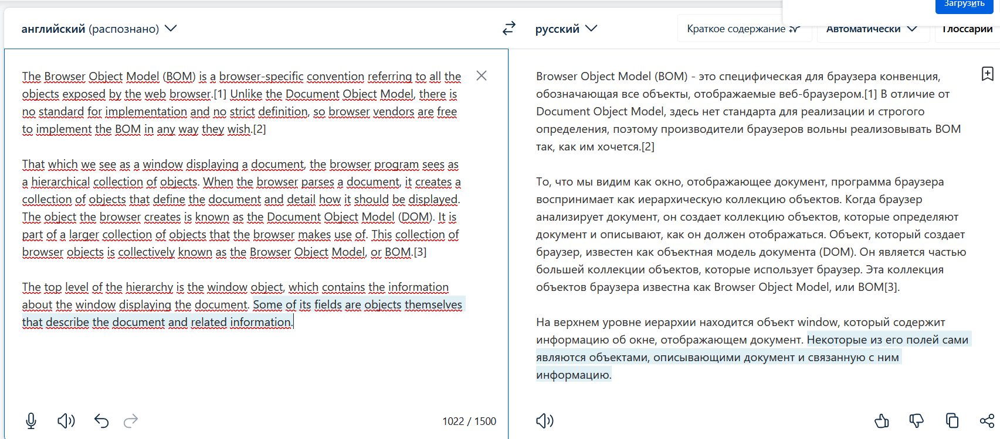 Загрузить
английский (распознано)
русский
Краткое содержание
Автоматически
Глоссарий
The Browser Object Model (BOM) is a browser-specific convention referring to all the
objects exposed by the web browser.[1] Unlike the Document Object Model, there is
no standard for implementation and no strict definition, so browser vendors are free
to implement the BOM in any way they wish.[2]
That which we see as a window displaying a document, the browser program sees as
a hierarchical collection of objects. When the browser parses a document, it creates a
collection of objects that define the document and detail how it should be displayed.
The object the browser creates is known as the Document Object Model (DOM). It is
part of a larger collection of objects that the browser makes use of. This collection of
browser objects is collectively known as the Browser Object Model, or BOM.[3]
The top level of the hierarchy is the window object, which contains the information
about the window displaying the document. Some of its fields are objects themselves
that describe the document and related information.
1022 / 1500
Browser Object Model (BOM) - это специфическая для браузера конвенция,
обозначающая все объекты, отображаемые веб-браузером.[1] В отличие от
Document Object Model, здесь нет стандарта для реализации и строгого
определения, поэтому производители браузеров вольны реализовывать BOM
так, как им хочется.[2]
То, что мы видим как окно, отображающее документ, программа браузера
воспринимает как иерархическую коллекцию объектов. Когда браузер
анализирует документ, он создает коллекцию объектов, которые определяют
документ и описывают, как он должен отображаться. Объект, который создает
браузер, известен как объектная модель документа (DOM). Он является частью
большей коллекции объектов, которые использует браузер. Эта коллекция
объектов браузера известна как Browser Object Model, или BOM[3].
На верхнем уровне иерархии находится объект window, который содержит
информацию об окне, отображающем документ. Некоторые из его полей сами
являются объектами, описывающими документ и связанную с ним
информацию.